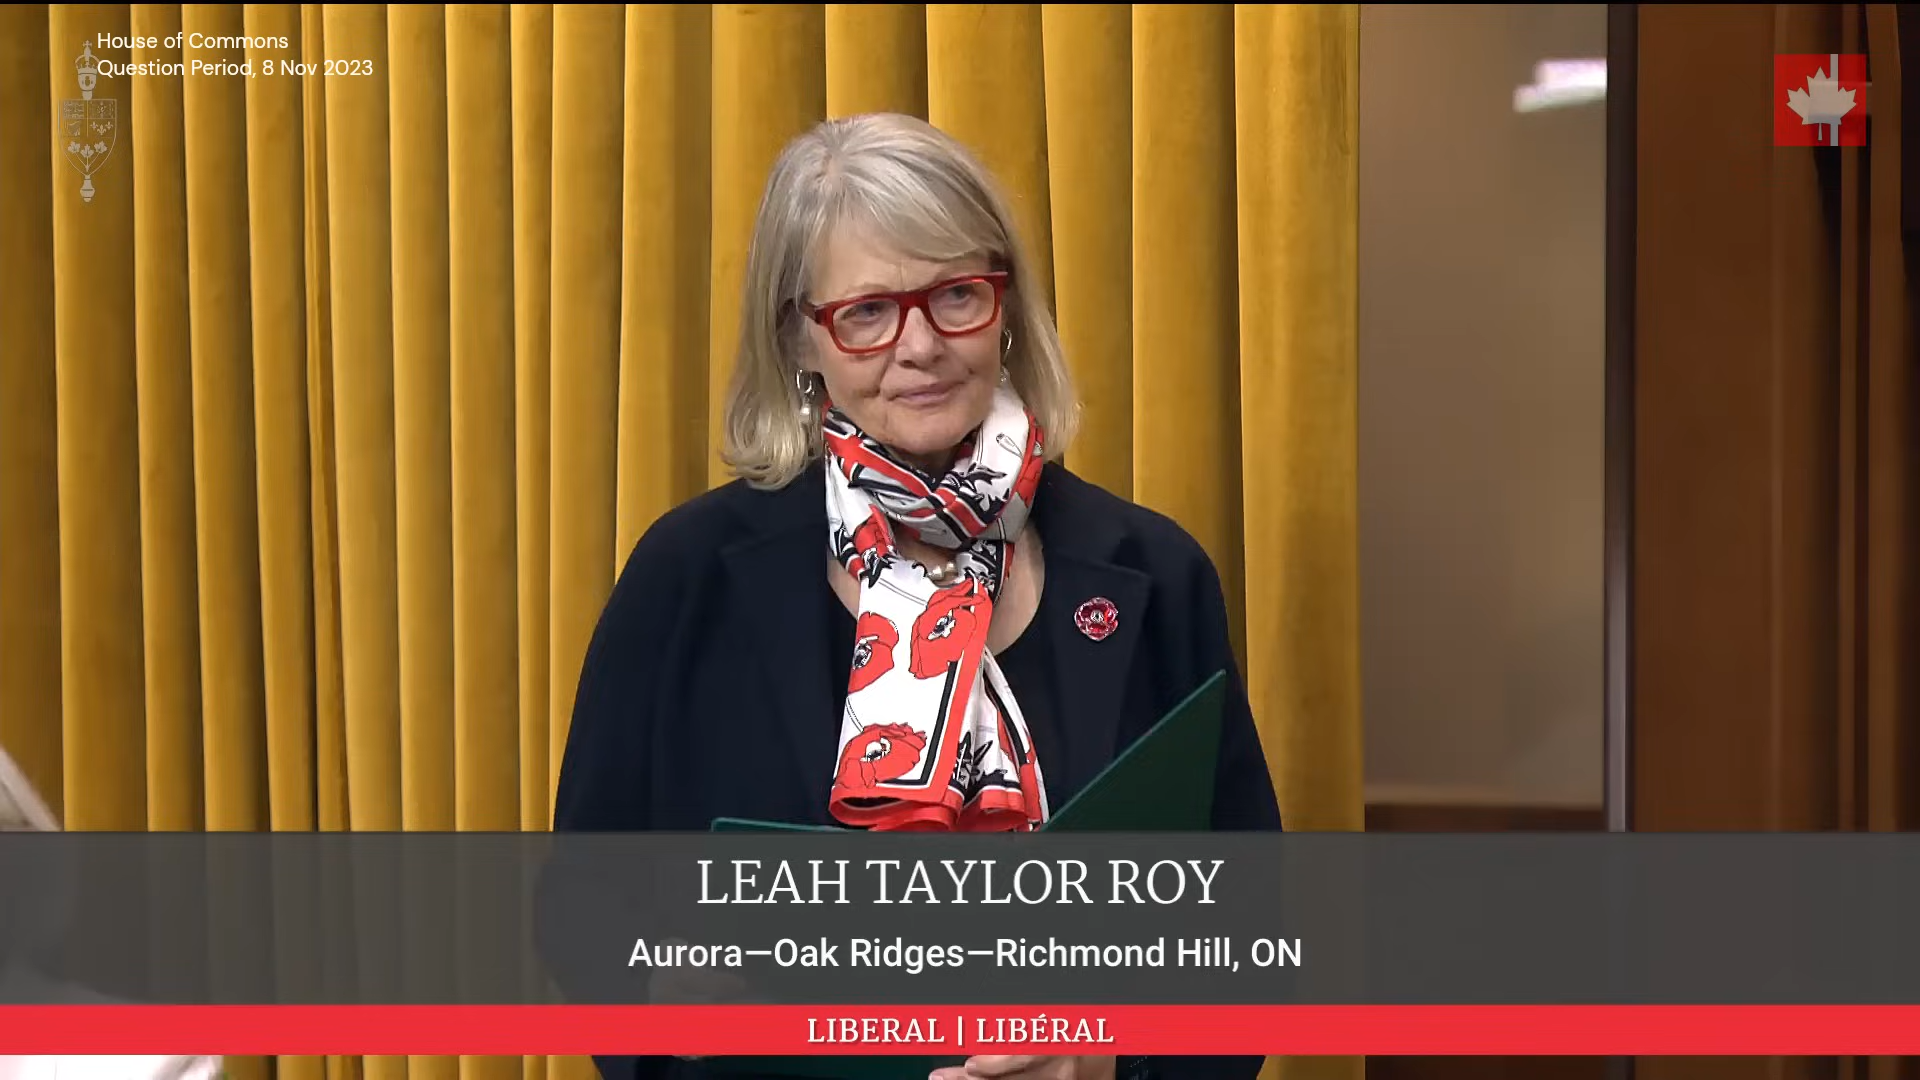 House of Commons
Question Period, 8 Nov 2023
LEAH TAYLOR ROY
Aurora—Oak Ridges—Richmond Hill, ON
LIBERAL | LIBÉRAL